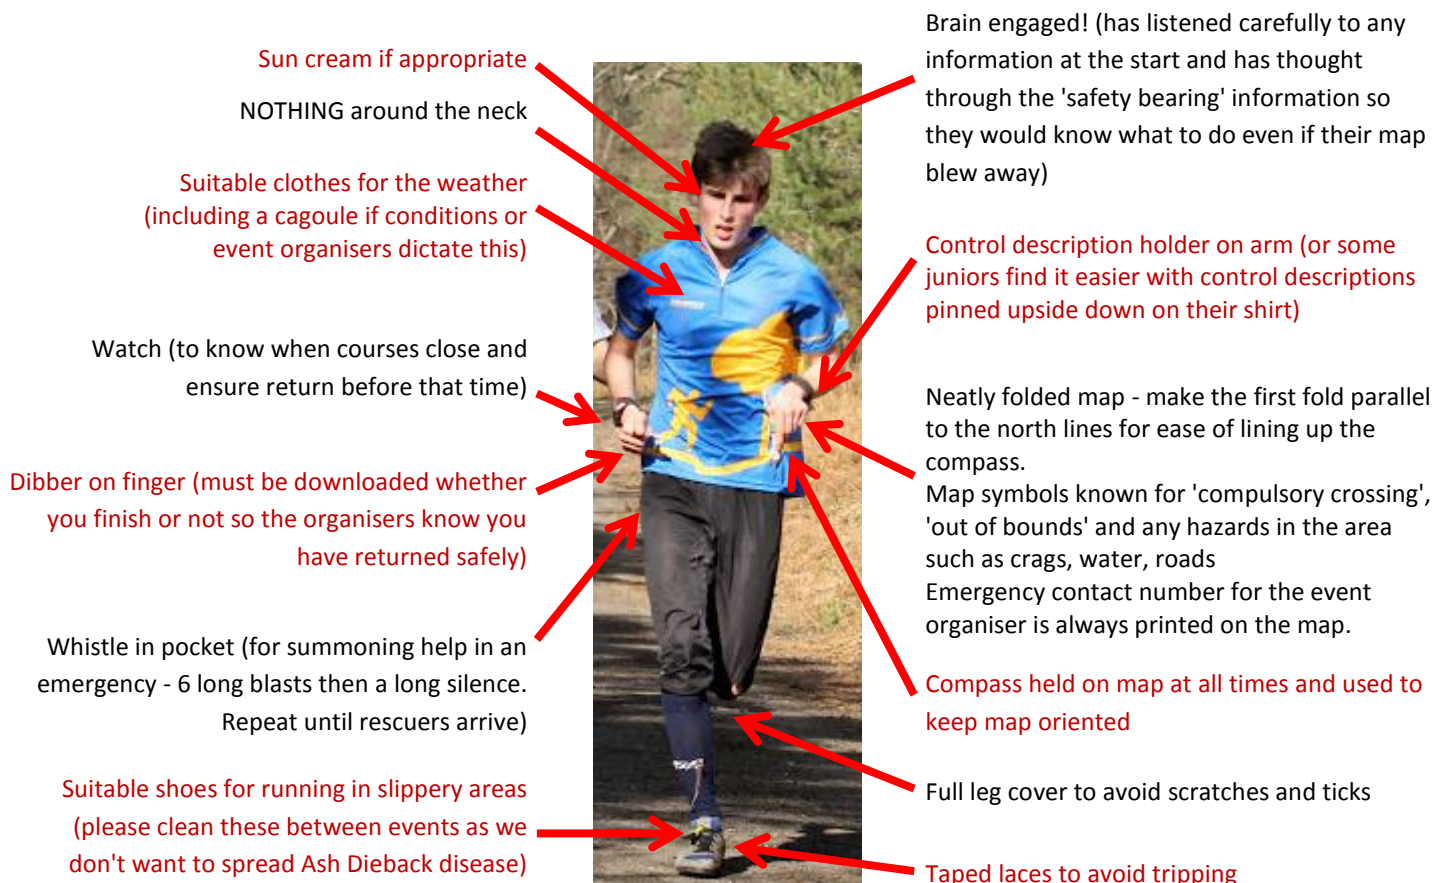 Sun cream if appropriate
NOTHING around the neck
Suitable clothes for the weather
(including a cagoule if conditions or
event organisers dictate this)
Watch (to know when courses close and
ensure return before that time)
Dibber on finger (must be downloaded whether
you finish or not so the organisers know you
have returned safely)
Whistle in pocket (for summoning help in an
emergency - 6 long blasts then a long silence.
Repeat until rescuers arrive)
Suitable shoes for running in slippery areas
(please clean these between events as we
don't want to spread Ash Dieback disease)
Brain engaged! (has listened carefully to any
information at the start and has thought
through the 'safety bearing' information so
they would know what to do even if their map
blew away)
Control description holder on arm (or some
juniors find it easier with control descriptions
pinned upside down on their shirt)
Neatly folded map - make the first fold parallel
to the north lines for ease of lining up the
compass.
Map symbols known for 'compulsory crossing',
'out of bounds' and any hazards in the area
such as crags, water, roads
Emergency contact number for the event
organiser is always printed on the map.
Compass held on map at all times and used to
keep map oriented
Full leg cover to avoid scratches and ticks
Taped laces to avoid tripping